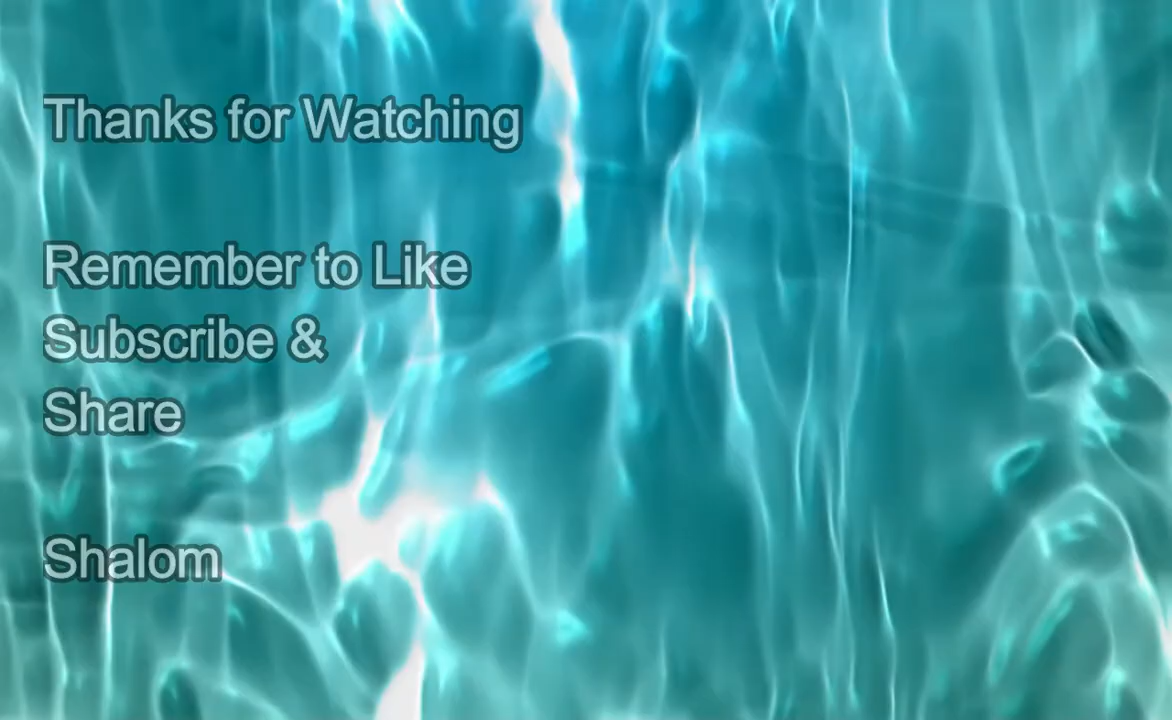 Thanks for Watching
Remember to Like
Subscribe &
Share
Shalom